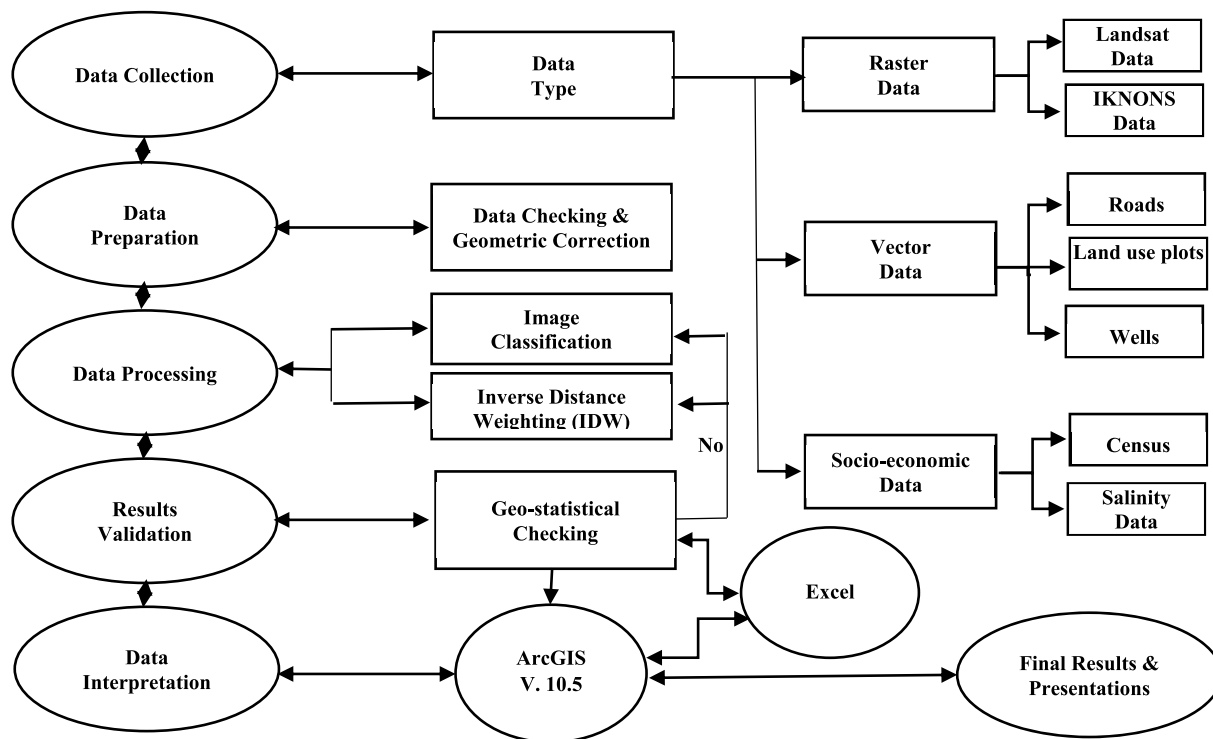 Data Collection
Data
Type
Raster
Data
Landsat
Data
IKNONS
Data
Data
Preparation
Data Checking &
Geometric Correction
Vector
Data
Roads
Land use plots
Wells
Data Processing
Image
Classification
Inverse Distance
Weighting (IDW)
No
Socio-economic
Data
Census
Salinity
Data
Results
Validation
Geo-statistical
Checking
Excel
Data
Interpretation
ArcGIS
V. 10.5
Final Results &
Presentations